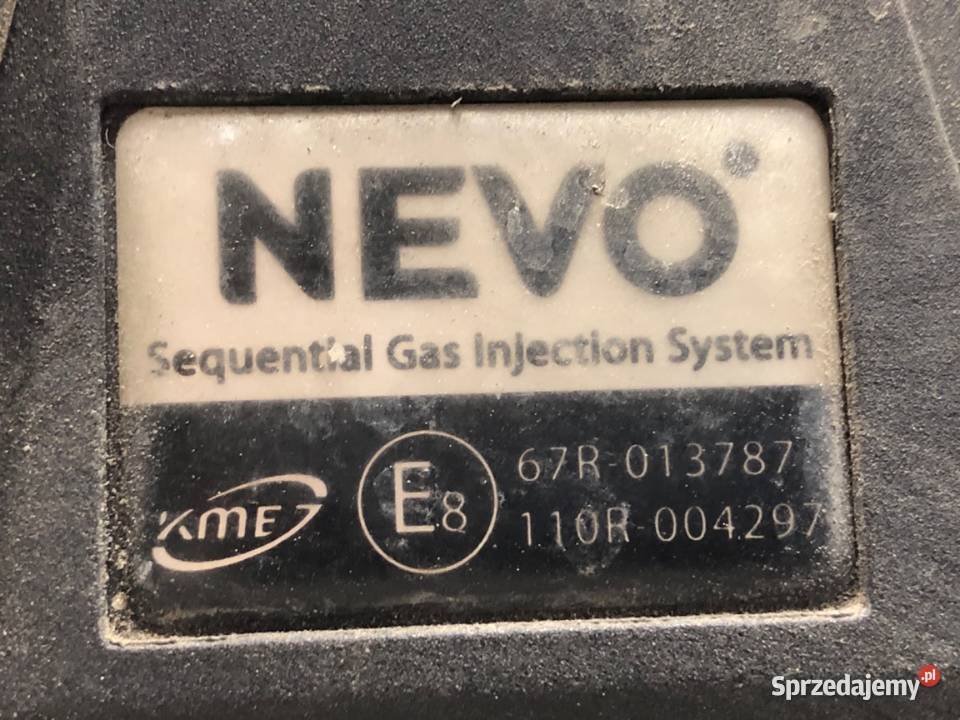 NEVO
Sequential Gas Injection System
KME
E8
67R-013787
110R-004297
Sprzedajemy.pl